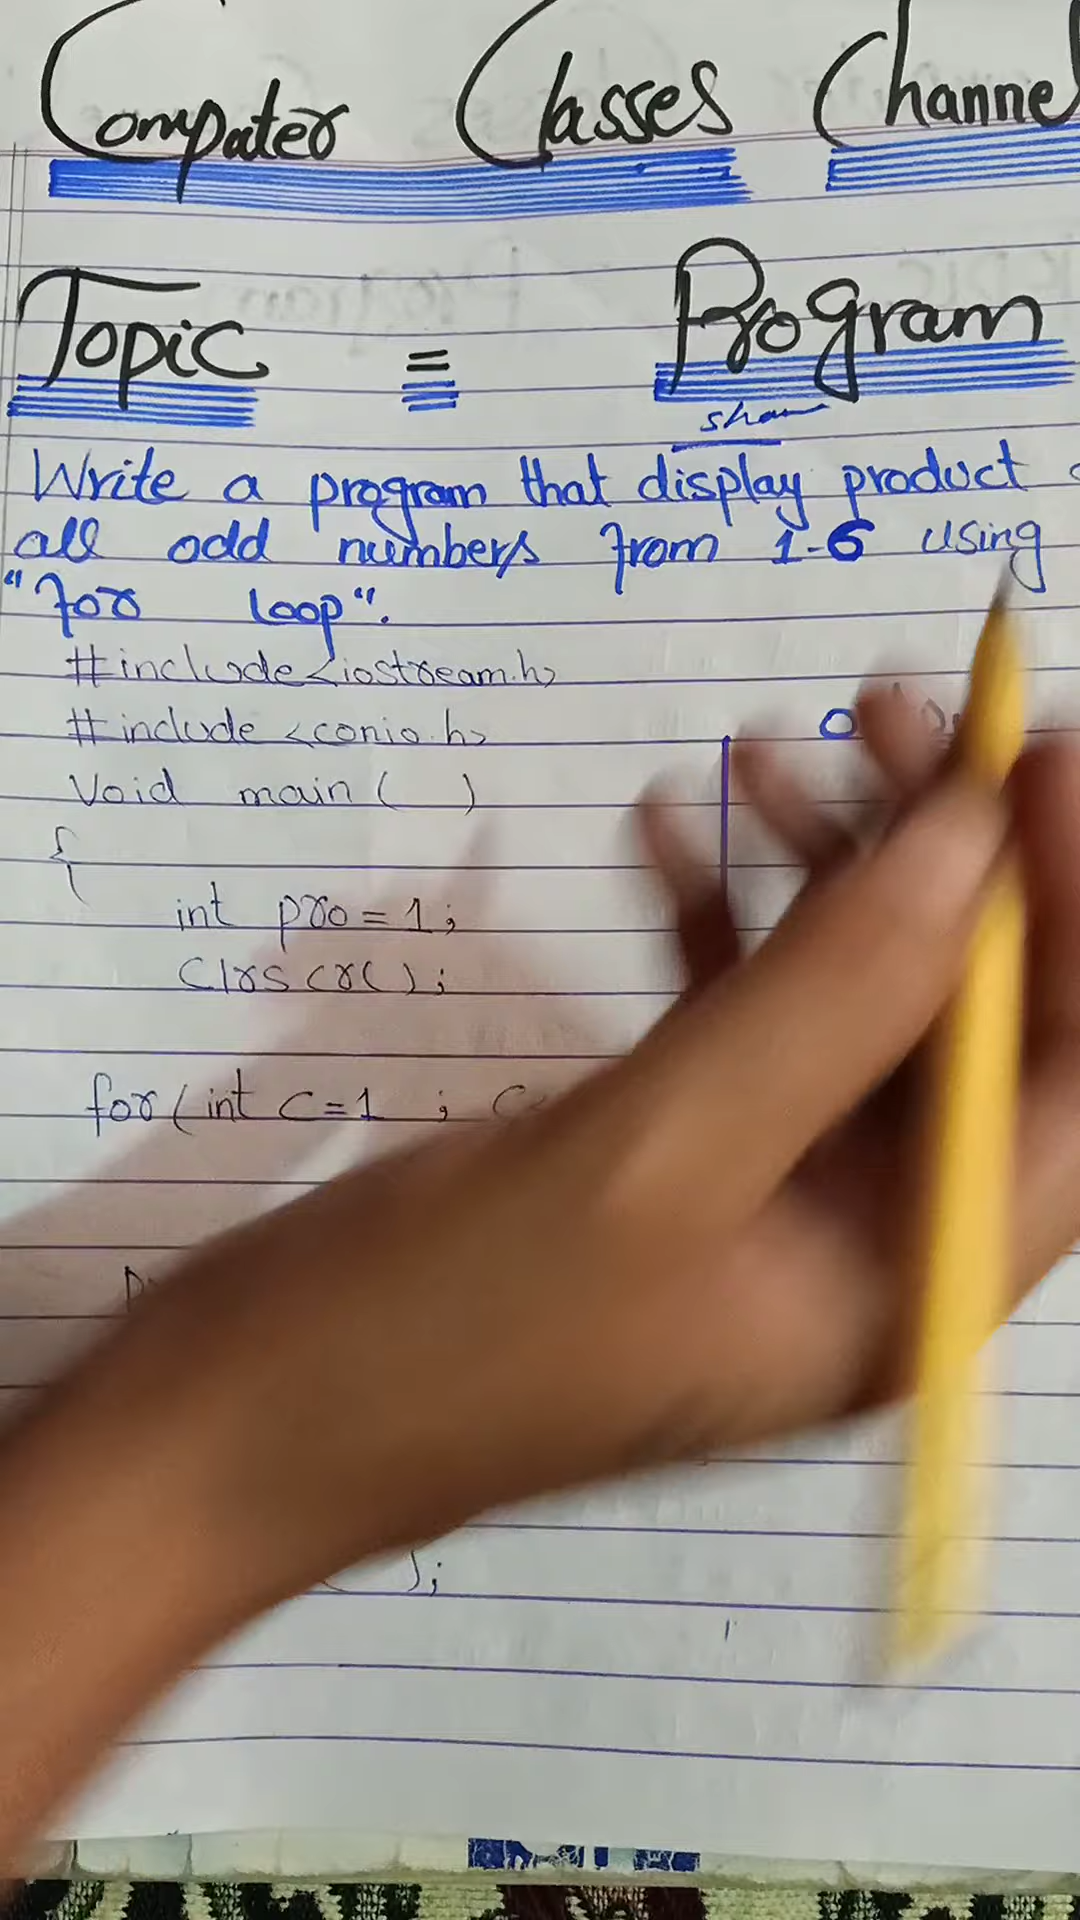 Computer Classes Channel
Topic = Program
show
Write a program that display product
all odd numbers from 1-6 using
"for loop".
#include<iostream.h>
#include <conio.h>
Void main ( )
{
int pro = 1;
Clrscr( ) ;
for ( int C = 1 ; C<
) ;